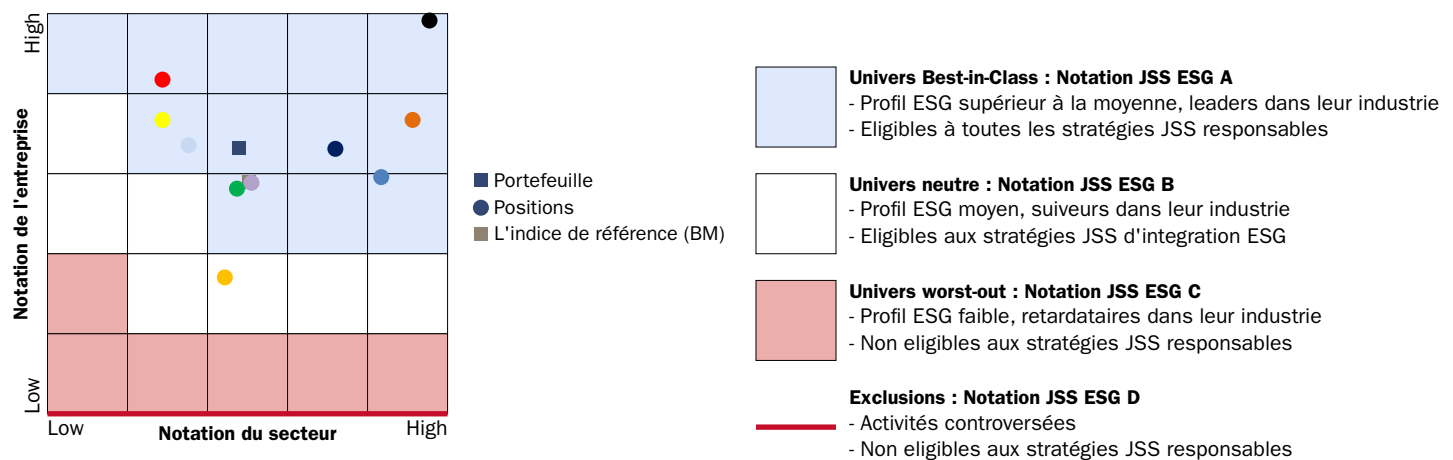 High
Notation de l'entreprise
Low
Low
Notation du secteur
High
Portefeuille
Positions
L'indice de référence (BM)
Univers Best-in-Class : Notation JSS ESG A
- Profil ESG supérieur à la moyenne, leaders dans leur industrie
- Eligibles à toutes les stratégies JSS responsables
Univers neutre : Notation JSS ESG B
- Profil ESG moyen, suiveurs dans leur industrie
- Eligibles aux stratégies JSS d'integration ESG
Univers worst-out : Notation JSS ESG C
- Profil ESG faible, retardataires dans leur industrie
- Non eligibles aux stratégies JSS responsables
Exclusions : Notation JSS ESG D
- Activités controversées
- Non eligibles aux stratégies JSS responsables